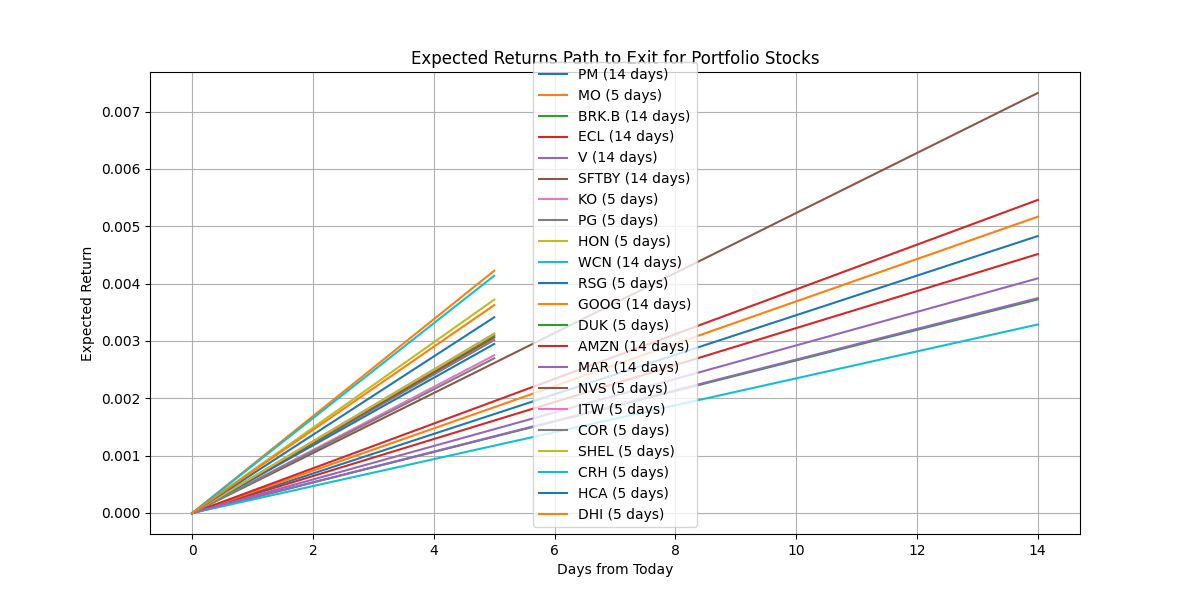 Expected Returns Path to Exit for Portfolio Stocks
PM (14 days)
MO (5 days)
BRK.B (14 days)
ECL (14 days)
V (14 days)
SFTBY (14 days)
KO (5 days)
PG (5 days)
HON (5 days)
WCN (14 days)
RSG (5 days)
GOOG (14 days)
DUK (5 days)
AMZN (14 days)
MAR (14 days)
NVS (5 days)
ITW (5 days)
COR (5 days)
SHEL (5 days)
CRH (5 days)
HCA (5 days)
DHI (5 days)
0.007
0.006
0.005
0.004
0.003
0.002
0.001
0.000
Expected Return
0 2 4 6 8 10 12 14
Days from Today